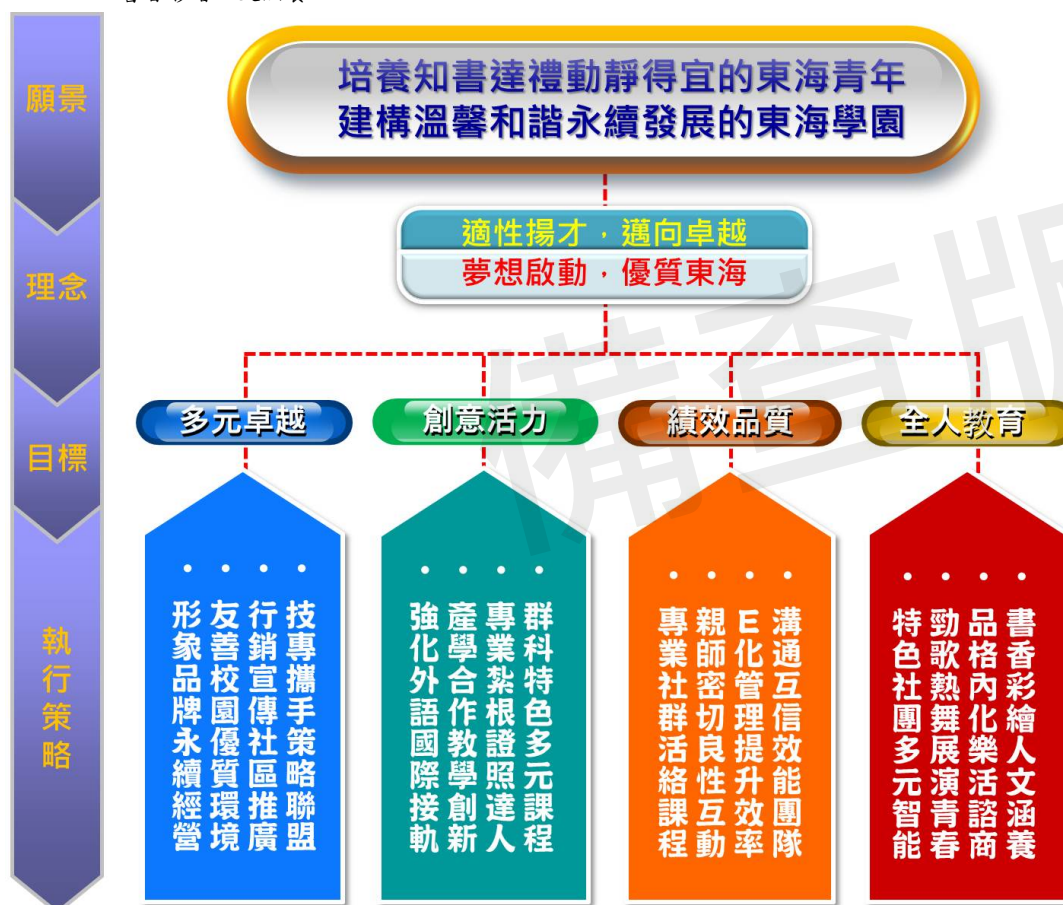 願景
培養知書達禮動靜得宜的東海青年
建構溫馨和諧永續發展的東海學園
理念
適性揚才，邁向卓越
夢想啟動，優質東海
目標
多元卓越
創意活力
績效品質
全人教育
執行策略
・技專攜手策略聯盟
・行銷宣傳社區推廣
・友善校園優質環境
・形象品牌永續經營
・群科特色多元課程
・專業紮根證照達人
・產學合作教學創新
・強化外語國際接軌
・溝通互信效能團隊
・E化管理提升效率
・親師密切良性互動
・專業社群活絡課程
・書香彩繪人文涵養
・品格內化樂活諮商
・勁歌熱舞展演青春
・特色社團多元智能
備查版